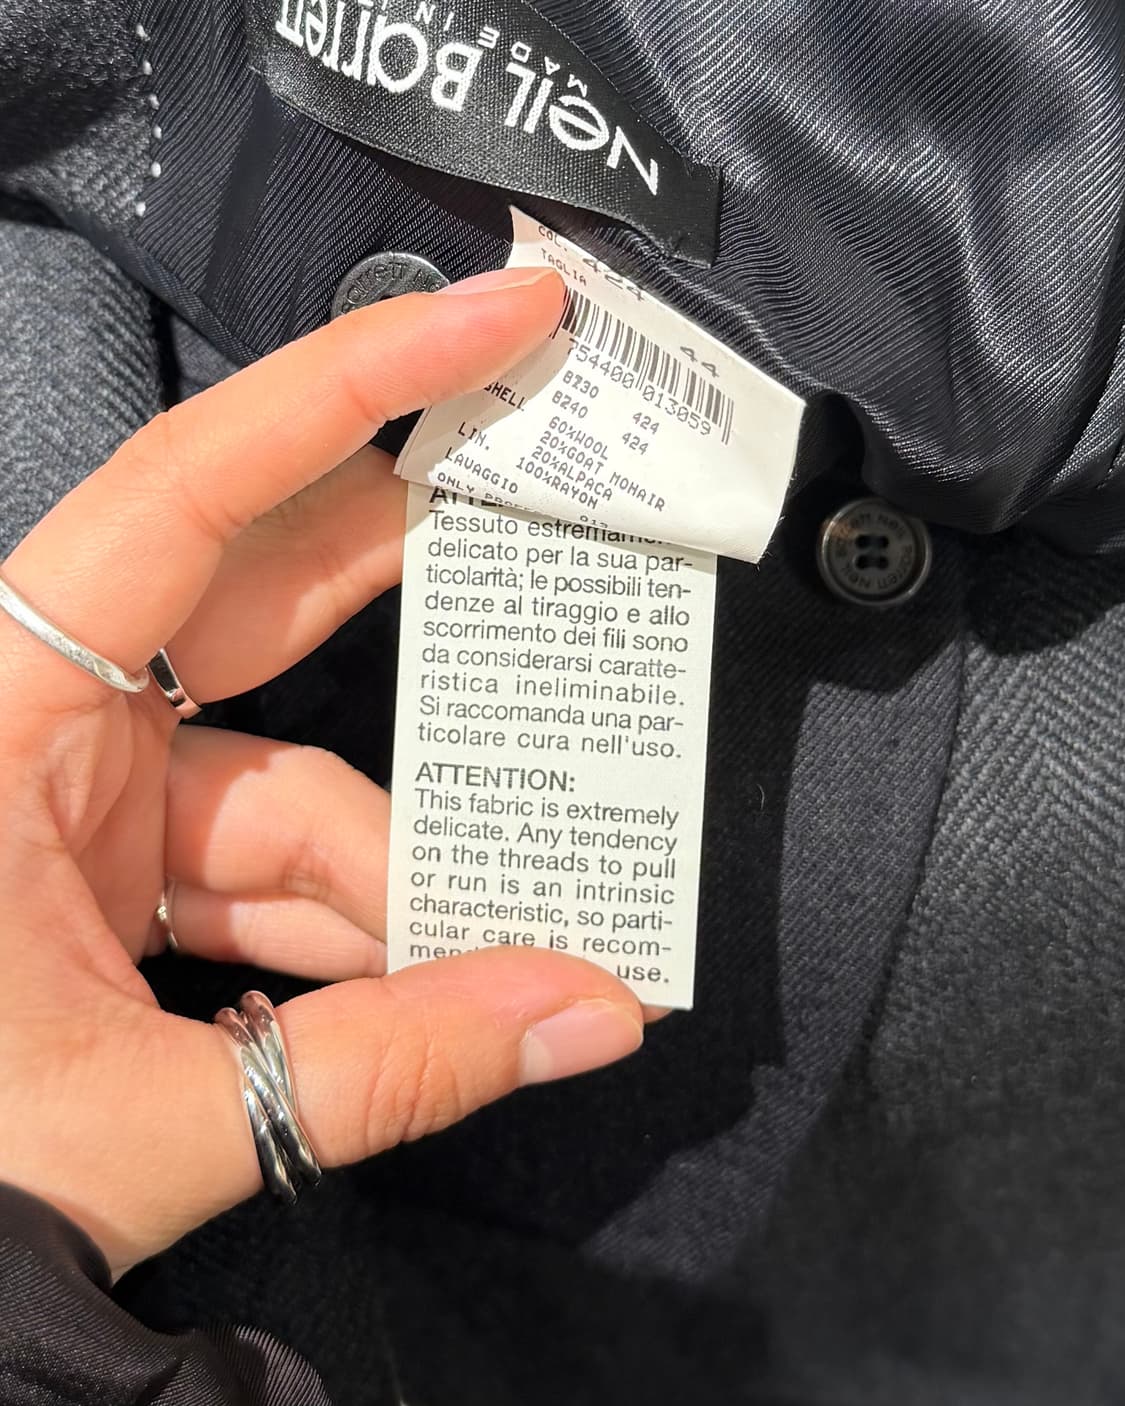 Neil Barrett
MADE IN
COL. 424
TAGLIA 44
754400 013059
BZ30 424
BZ40 424
SHELL 60%WOOL
20%GOAT MOHAIR
20%ALPACA
LIN. 100%RAYON
LAVAGGIO 013
ONLY
Tessuto
delicato per la sua par-
ticolarità; le possibili ten-
denze al tiraggio e allo
scorrimento dei fili sono
da considerarsi caratte-
ristica ineliminabile.
Si raccomanda una par-
ticolare cura nell'uso.
ATTENTION:
This fabric is extremely
delicate. Any tendency
on the threads to pull
or run is an intrinsic
characteristic, so parti-
cular care is recom-
use.